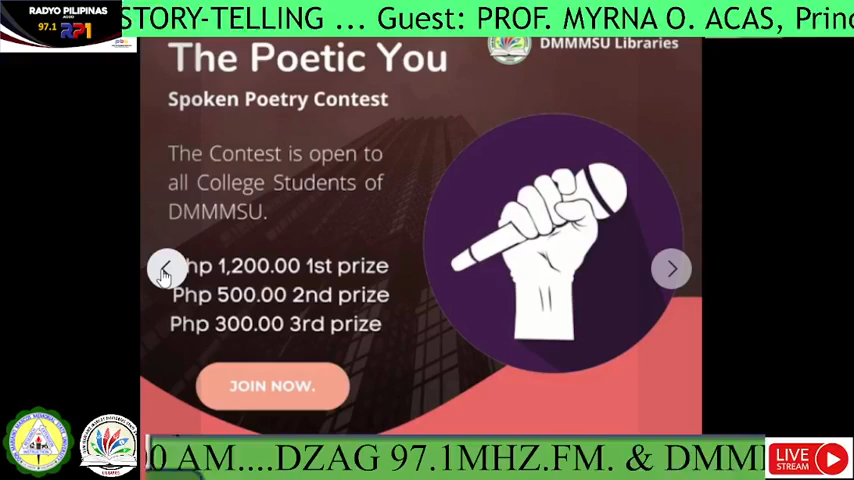 RADYO PILIPINAS
97.1 RP1
STORY-TELLING ... Guest: PROF. MYRNA O. ACAS, Princ
The Poetic You
DMMMSU Libraries
Spoken Poetry Contest
The Contest is open to
all College Students of
DMMMSU.
hp 1,200.00 1st prize
Php 500.00 2nd prize
Php 300.00 3rd prize
JOIN NOW.
00 AM....DZAG 97.1MHZ.FM. & DMMM
LIVE
STREAM